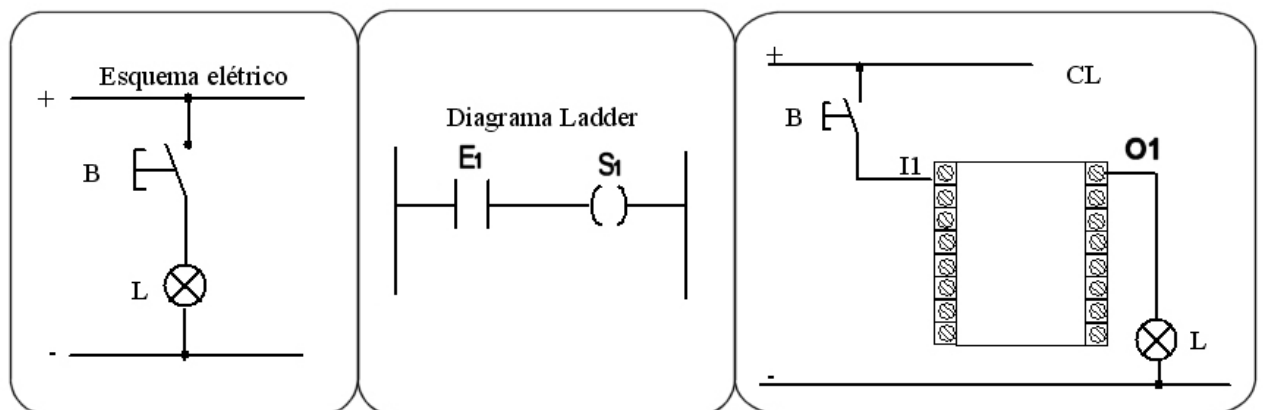 Esquema elétrico
+
B
L
-
Diagrama Ladder
E1
S1
+
CL
B
I1
O1
L
-